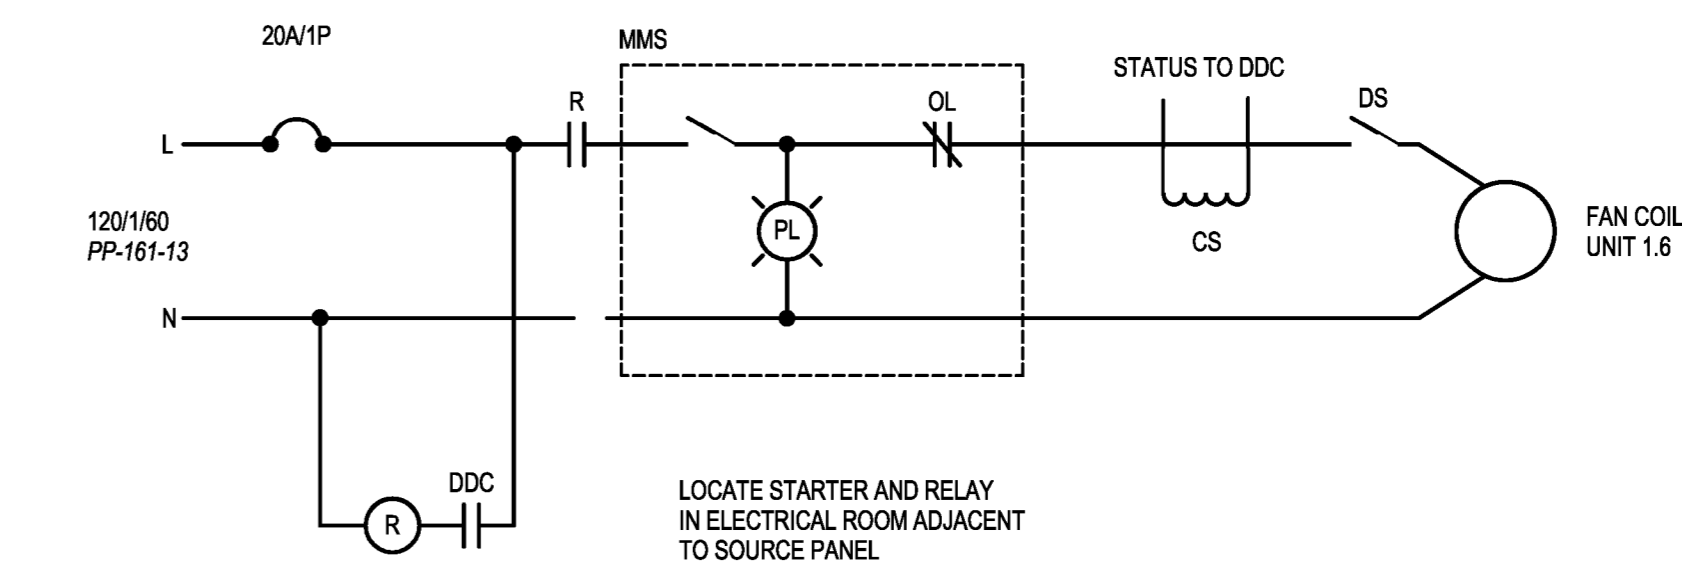 20A/1P
MMS
STATUS TO DDC
R
OL
DS
L
120/1/60
PP-161-13
PL
CS
FAN COIL
UNIT 1.6
N
DDC
R
LOCATE STARTER AND RELAY
IN ELECTRICAL ROOM ADJACENT
TO SOURCE PANEL